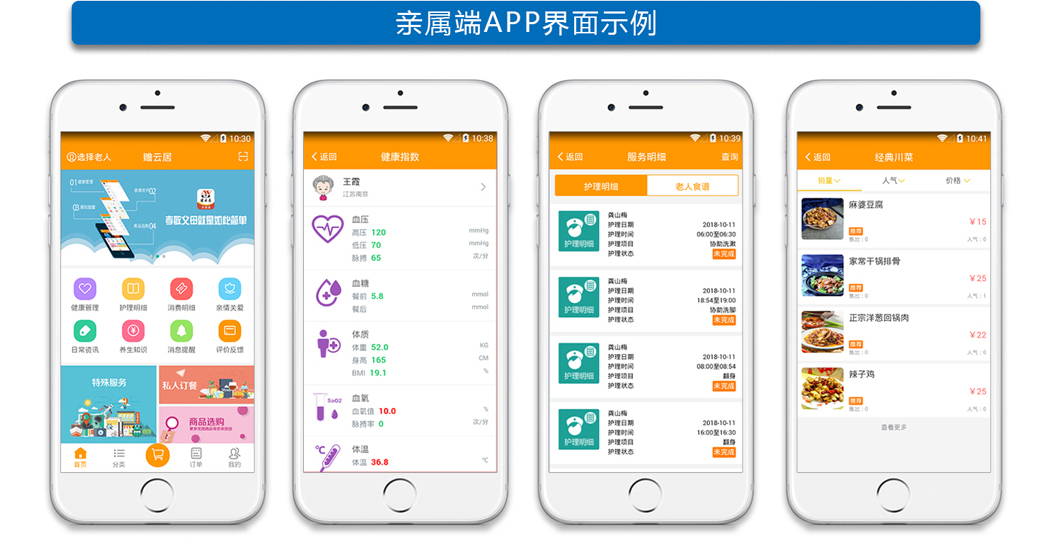 亲属端APP界面示例
10:30
选择老人 赡云居
01
02
03
04
孝敬父母就是如此简单
健康管理 护理明细 消费明细 亲情关爱
日常资讯 养生知识 消息提醒 评价反馈
特殊服务
私人订餐
商品选购
首页 分类 订单 我的
10:38
返回 健康指数
王霞
江苏南京
血压
高压 120 mmHg
低压 70 mmHg
脉搏 65 次/分
血糖
餐前 5.8 mmol
餐后 mmol
体质
体重 52.0 KG
身高 165 CM
BMI 19.1 %
SaO2
血氧
血氧值 10.0 %
脉搏率 0 次/分
℃
体温
体温 36.8 ℃
10:39
返回 服务明细 查询
护理明细 老人食谱
龚山梅
护理日期 2018-10-11
护理时间 06:00至06:30
护理项目 协助洗漱
护理状态 未完成
护理明细
龚山梅
护理日期 2018-10-11
护理时间 18:54至19:00
护理项目 协助洗脚
护理状态 未完成
护理明细
龚山梅
护理日期 2018-10-11
护理时间 08:00至08:54
护理项目 翻身
护理状态 未完成
护理明细
龚山梅
护理日期 2018-10-11
护理时间 16:00至16:30
护理项目 翻身
护理状态 未完成
护理明细
10:41
返回 经典川菜
销量 人气 价格
麻婆豆腐
¥15
推荐
售出：0 人气：0
家常干锅排骨
¥25
推荐
售出：0 人气：1
正宗洋葱回锅肉
¥22
推荐
售出：0 人气：0
辣子鸡
¥25
推荐
售出：0 人气：0
查看更多